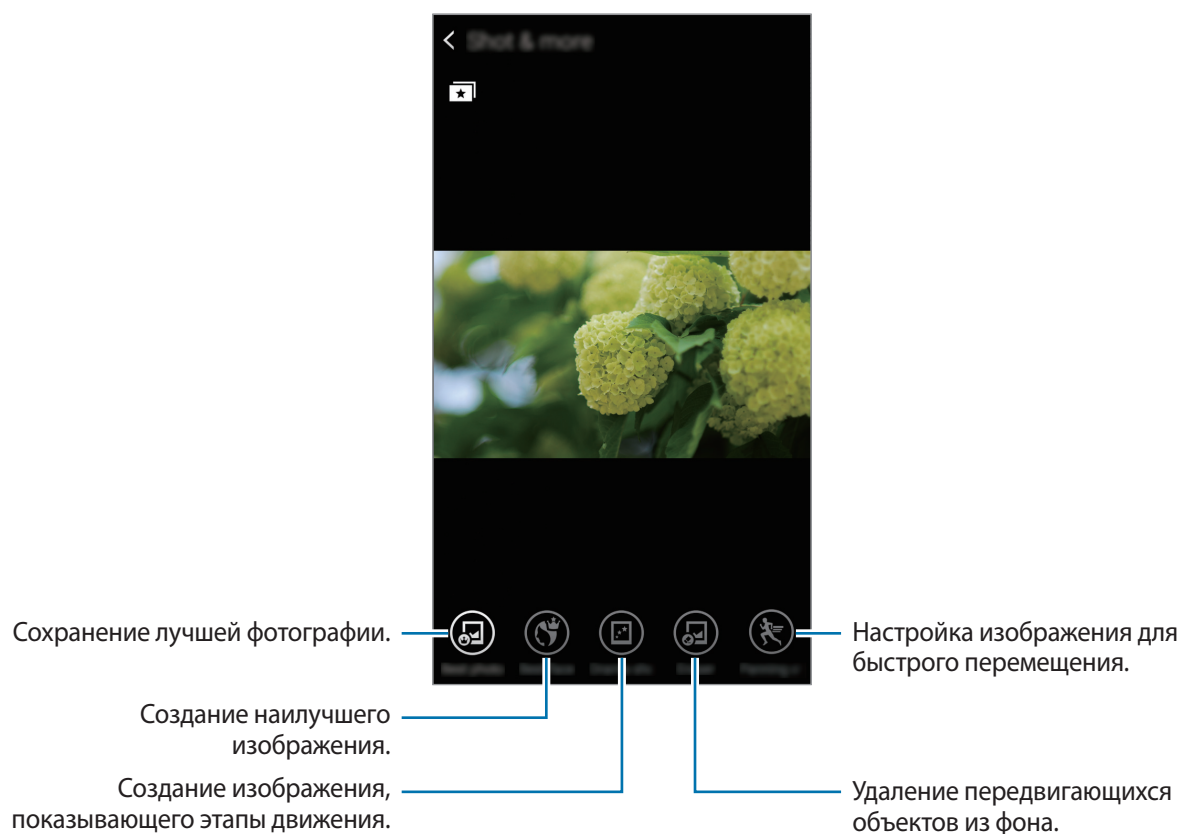 Shot & more
Сохранение лучшей фотографии.
Настройка изображения для
быстрого перемещения.
Создание наилучшего
изображения.
Создание изображения,
показывающего этапы движения.
Удаление передвигающихся
объектов из фона.